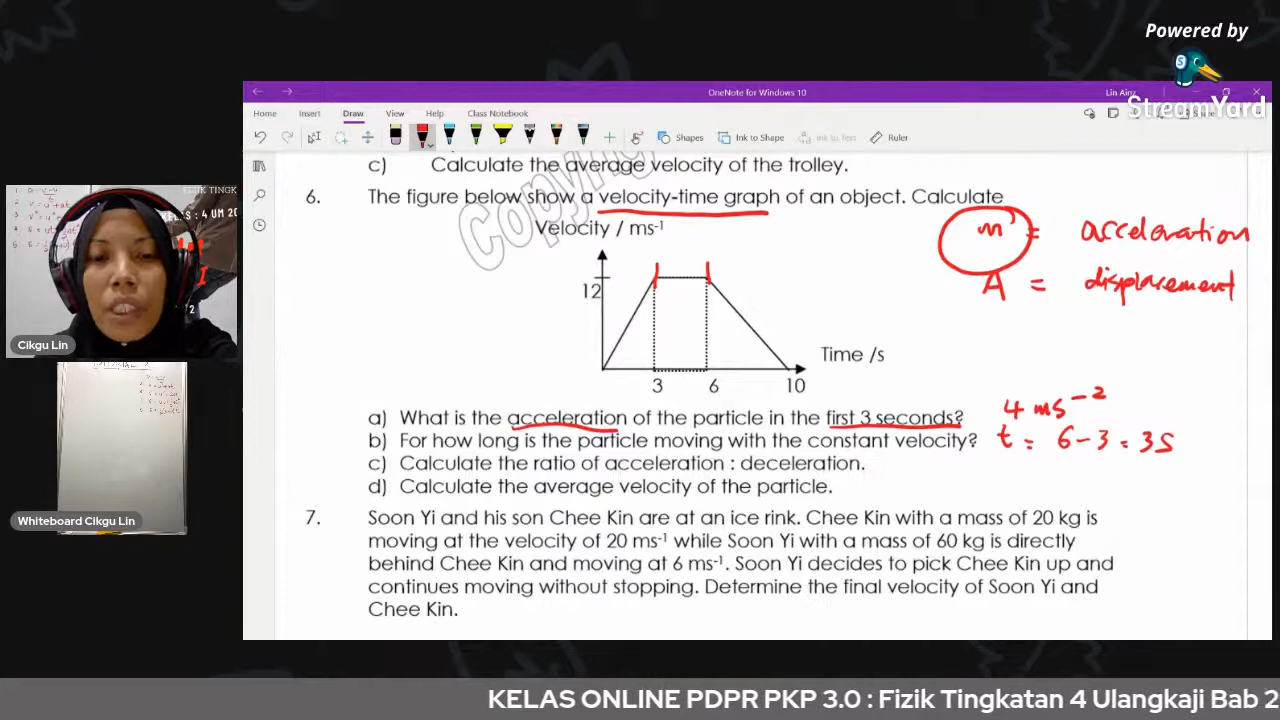 Powered by
StreamYard
OneNote for Windows 10
Home Insert Draw View Help Class Notebook
Shapes Ink to Shape Ink to Text Ruler
c) Calculate the average velocity of the trolley.
6. The figure below show a velocity-time graph of an object. Calculate
Copyrig
Velocity / ms-1
12
Time /s
3 6 10
m = acceleration
A = displacement
a) What is the acceleration of the particle in the first 3 seconds?
4 ms-2
b) For how long is the particle moving with the constant velocity?
t = 6-3 = 3s
c) Calculate the ratio of acceleration : deceleration.
d) Calculate the average velocity of the particle.
7. Soon Yi and his son Chee Kin are at an ice rink. Chee Kin with a mass of 20 kg is
moving at the velocity of 20 ms-1 while Soon Yi with a mass of 60 kg is directly
behind Chee Kin and moving at 6 ms-1. Soon Yi decides to pick Chee Kin up and
continues moving without stopping. Determine the final velocity of Soon Yi and
Chee Kin.
FIZIK TINGK
: 4 UM 20
Cikgu Lin
Whiteboard Cikgu Lin
KELAS ONLINE PDPR PKP 3.0 : Fizik Tingkatan 4 Ulangkaji Bab 2